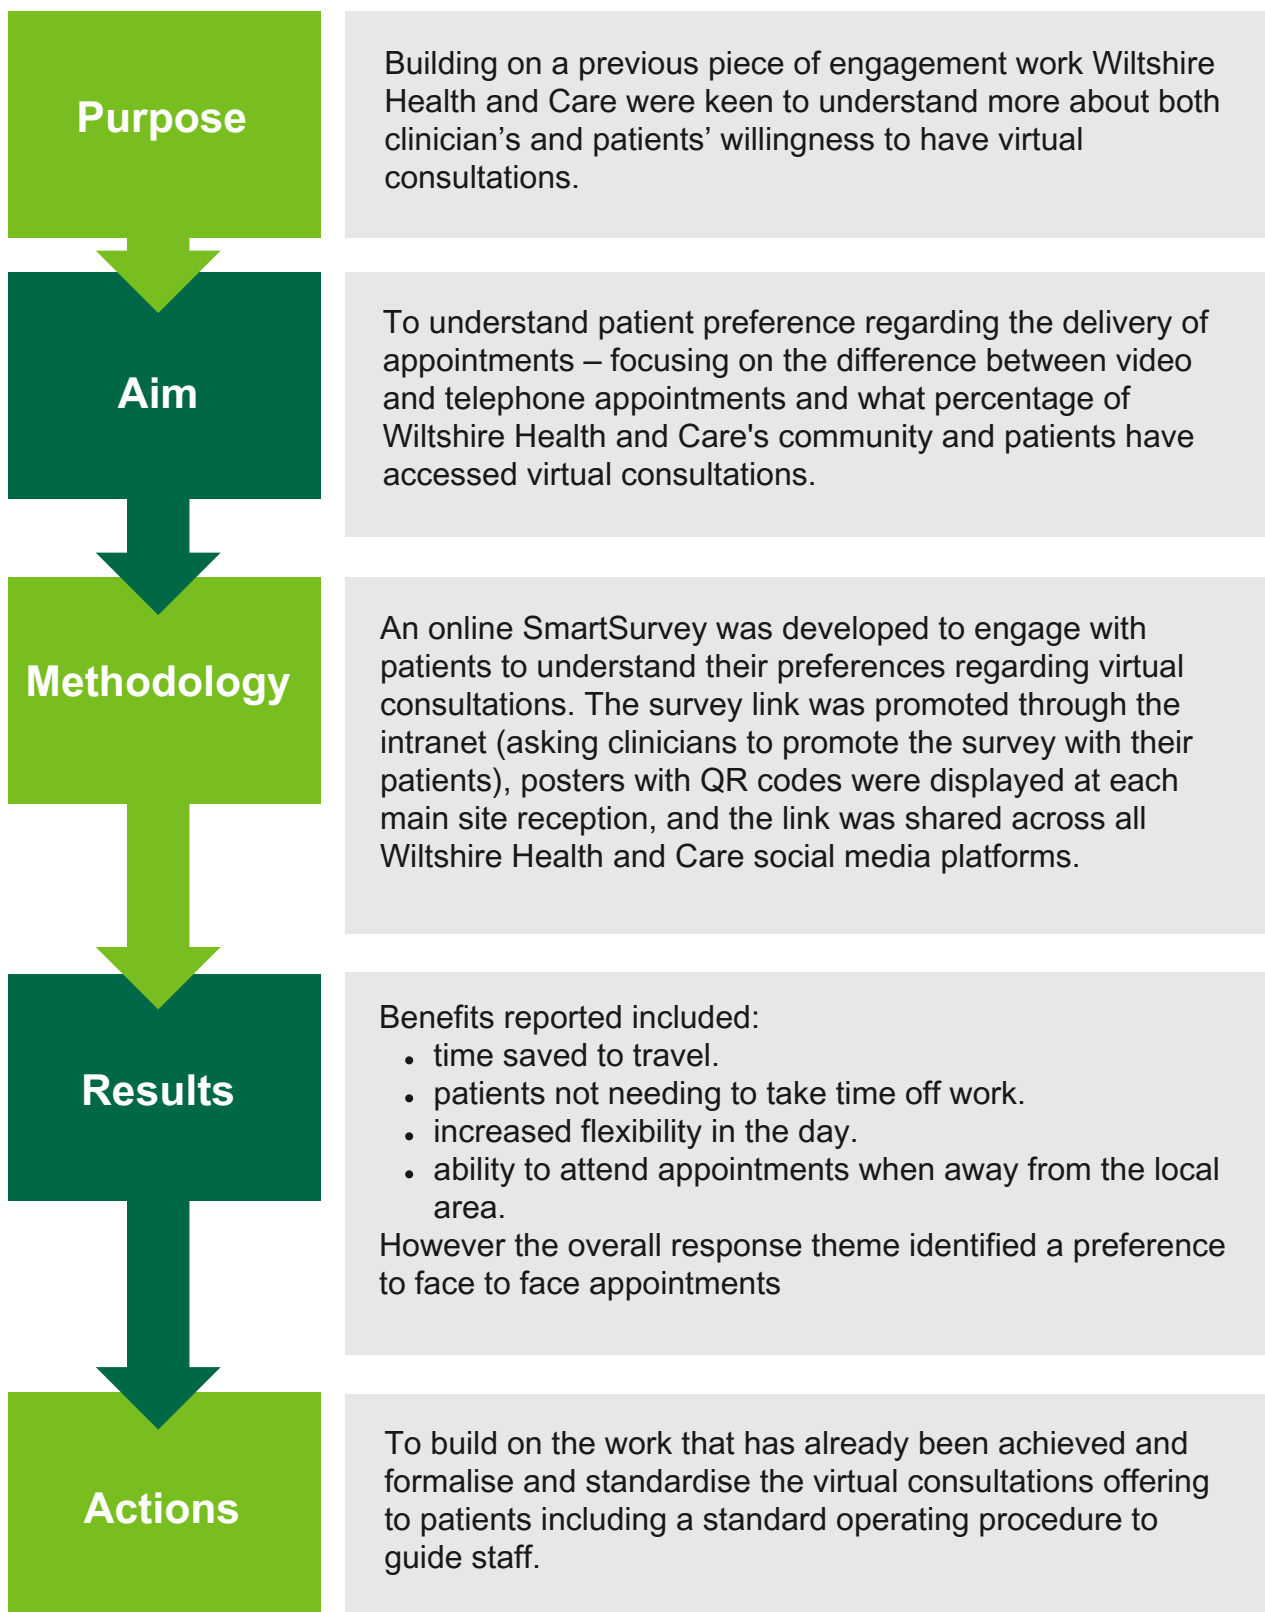 Purpose
Building on a previous piece of engagement work Wiltshire
Health and Care were keen to understand more about both
clinician’s and patients’ willingness to have virtual
consultations.
Aim
To understand patient preference regarding the delivery of
appointments – focusing on the difference between video
and telephone appointments and what percentage of
Wiltshire Health and Care's community and patients have
accessed virtual consultations.
Methodology
An online SmartSurvey was developed to engage with
patients to understand their preferences regarding virtual
consultations. The survey link was promoted through the
intranet (asking clinicians to promote the survey with their
patients), posters with QR codes were displayed at each
main site reception, and the link was shared across all
Wiltshire Health and Care social media platforms.
Results
Benefits reported included:
• time saved to travel.
• patients not needing to take time off work.
• increased flexibility in the day.
• ability to attend appointments when away from the local
area.
However the overall response theme identified a preference
to face to face appointments
Actions
To build on the work that has already been achieved and
formalise and standardise the virtual consultations offering
to patients including a standard operating procedure to
guide staff.